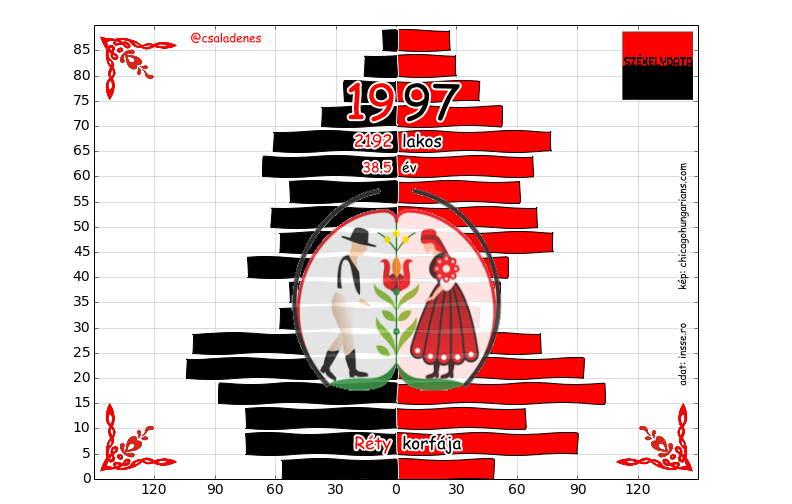 @csaladenes
SZÉKELYDATA
1997
2192 lakos
38.5 év
kép: chicagohungarians.com
adat: insse.ro
Réty korfája
85
80
75
70
65
60
55
50
45
40
35
30
25
20
15
10
5
0
120 90 60 30 0 30 60 90 120